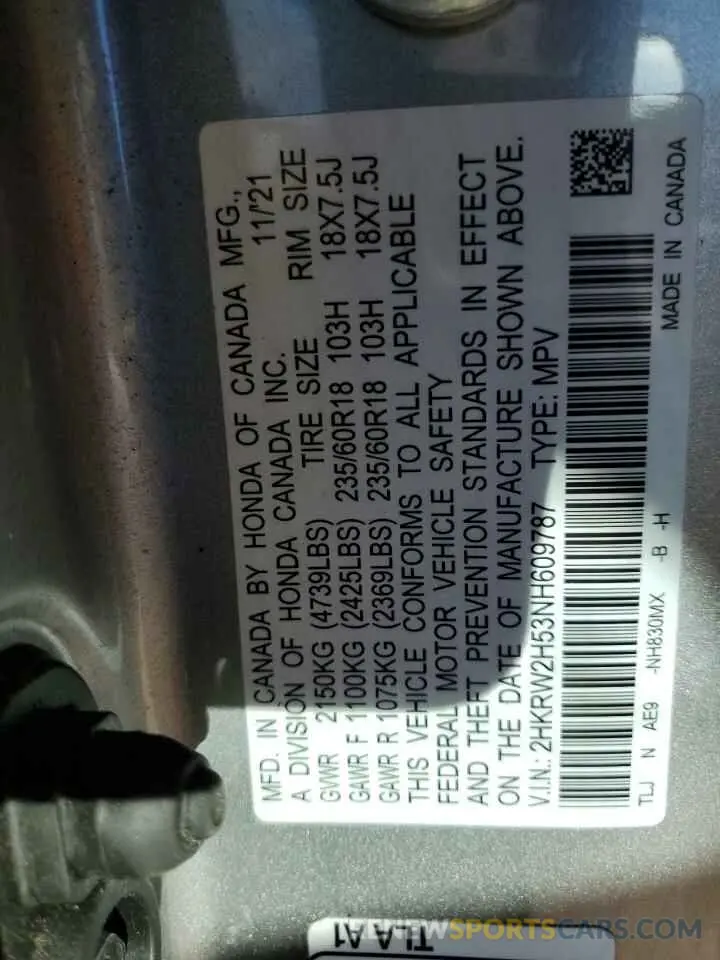 MFD. IN CANADA BY HONDA OF CANADA MFG.,
A DIVISION OF HONDA CANADA INC. 11/'21
GVWR 2150KG (4739LBS) TIRE SIZE RIM SIZE
GAWR F 1100KG (2425LBS) 235/60R18 103H 18X7.5J
GAWR R 1075KG (2369LBS) 235/60R18 103H 18X7.5J
THIS VEHICLE CONFORMS TO ALL APPLICABLE
FEDERAL MOTOR VEHICLE SAFETY
AND THEFT PREVENTION STANDARDS IN EFFECT
ON THE DATE OF MANUFACTURE SHOWN ABOVE.
V.I.N.: 2HKRW2H53NH609787 TYPE: MPV
TLJ N AE9 -NH830MX -B -H
MADE IN CANADA
TLA A1
RENEWSPORTSCARS.COM